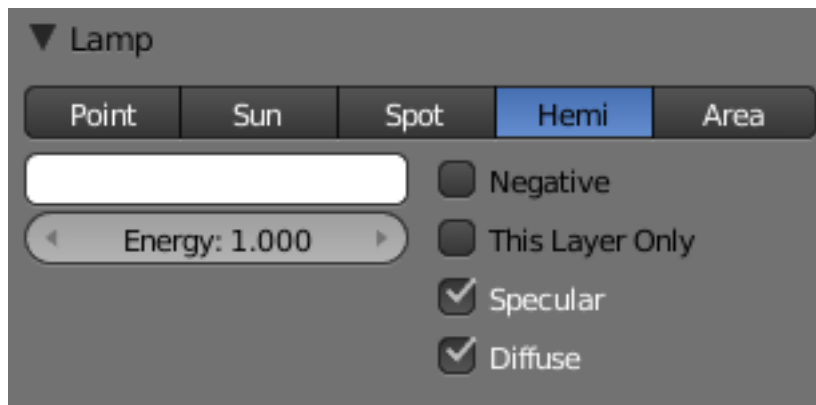 Lamp
Point Sun Spot Hemi Area
Negative
Energy: 1.000 This Layer Only
Specular
Diffuse